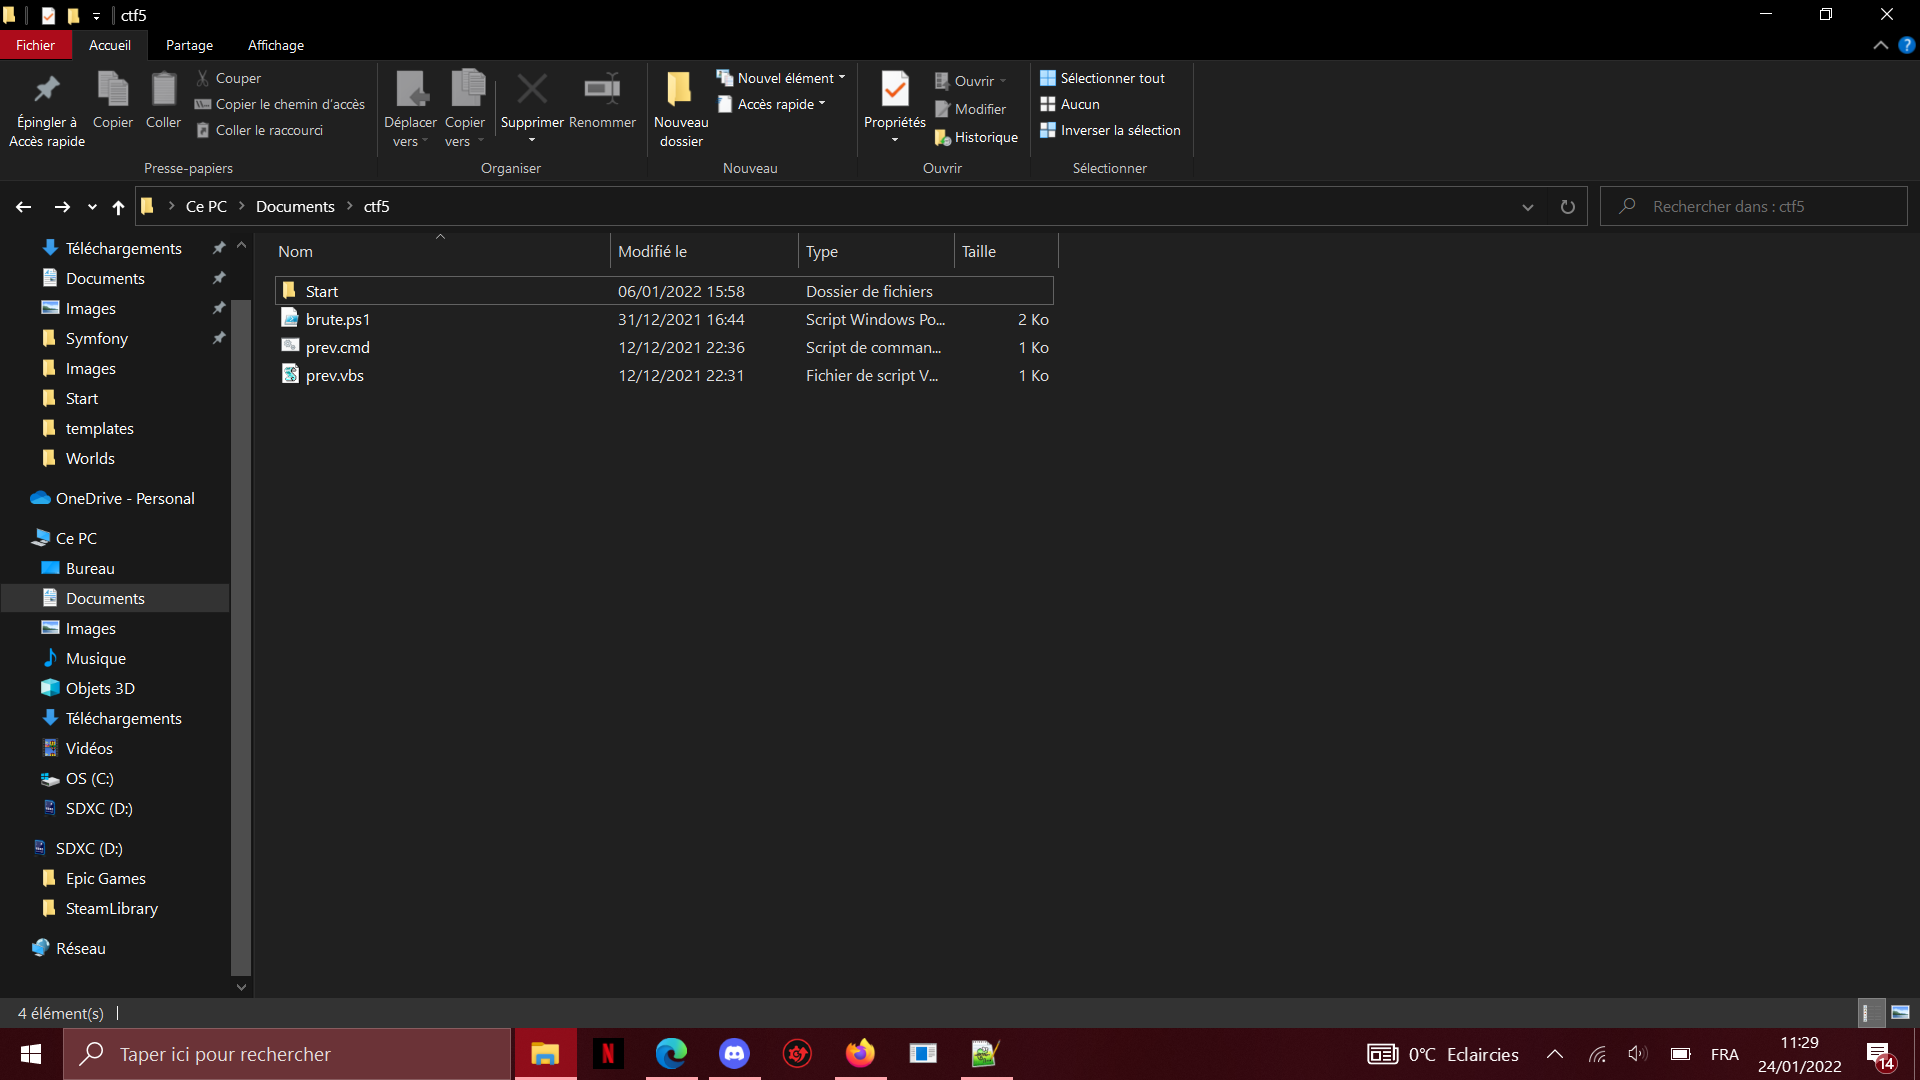 ctf5
Fichier Accueil Partage Affichage
Épingler à Accès rapide
Copier
Coller
Couper
Copier le chemin d'accès
Coller le raccourci
Presse-papiers
Déplacer vers
Copier vers
Supprimer
Renommer
Organiser
Nouveau dossier
Nouvel élément
Accès rapide
Nouveau
Propriétés
Ouvrir
Modifier
Historique
Ouvrir
Sélectionner tout
Aucun
Inverser la sélection
Sélectionner
Ce PC Documents ctf5
Rechercher dans : ctf5
Téléchargements
Documents
Images
Symfony
Images
Start
templates
Worlds
OneDrive - Personal
Ce PC
Bureau
Documents
Images
Musique
Objets 3D
Téléchargements
Vidéos
OS (C:)
SDXC (D:)
SDXC (D:)
Epic Games
SteamLibrary
Réseau
Nom Modifié le Type Taille
Start 06/01/2022 15:58 Dossier de fichiers
brute.ps1 31/12/2021 16:44 Script Windows Po... 2 Ko
prev.cmd 12/12/2021 22:36 Script de comman... 1 Ko
prev.vbs 12/12/2021 22:31 Fichier de script V... 1 Ko
4 élément(s)
Taper ici pour rechercher
N
0°C Eclaircies
FRA
11:29
24/01/2022
14